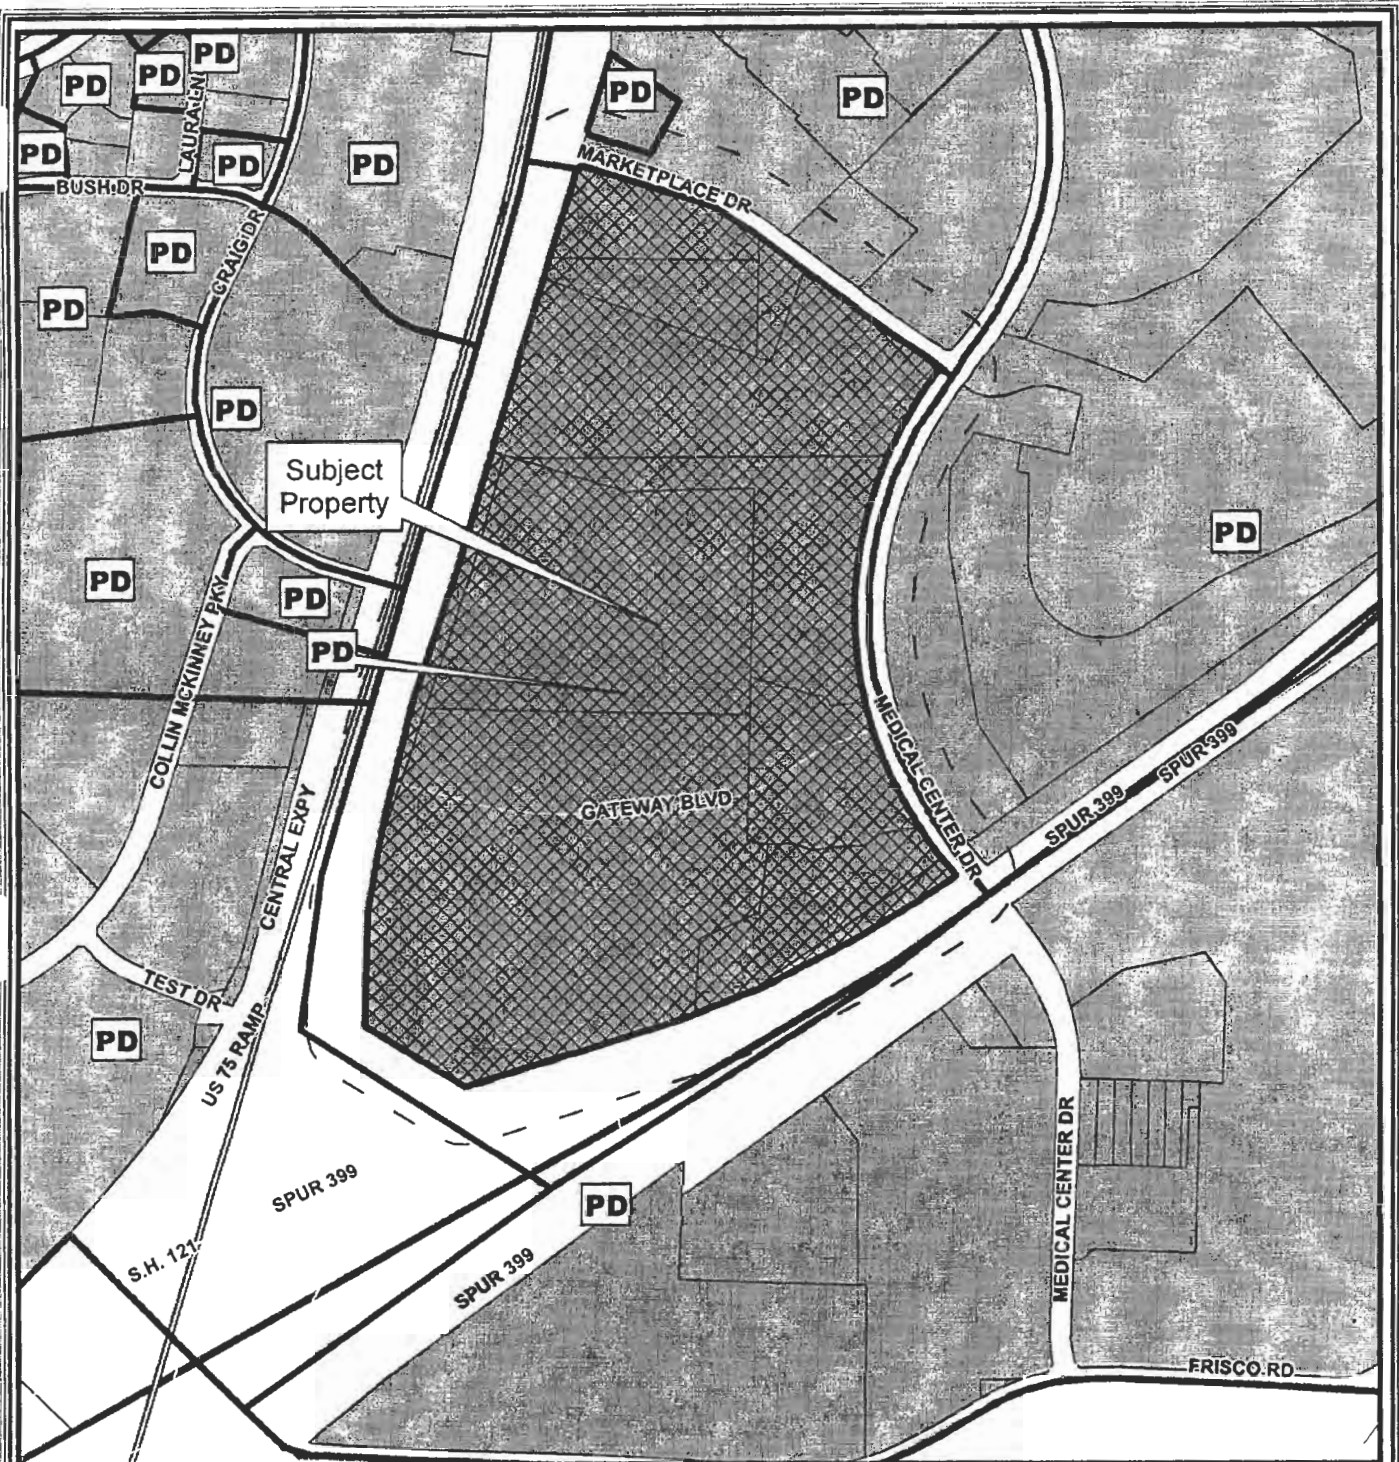 PD
PD
PD
PD
PD
PD
LAURA LN
PD
PD
BUSH DR
MARKETPLACE DR
PD
CRAIG DR
PD
PD
Subject
Property
PD
PD
PD
PD
COLLIN MCKINNEY PKY
MEDICAL CENTER DR
SPUR 399
SPUR 399
GATEWAY BLVD
CENTRAL EXPY
TEST DR
US 75 RAMP
PD
SPUR 399
PD
MEDICAL CENTER DR
S.H. 121
SPUR 399
FRISCO RD